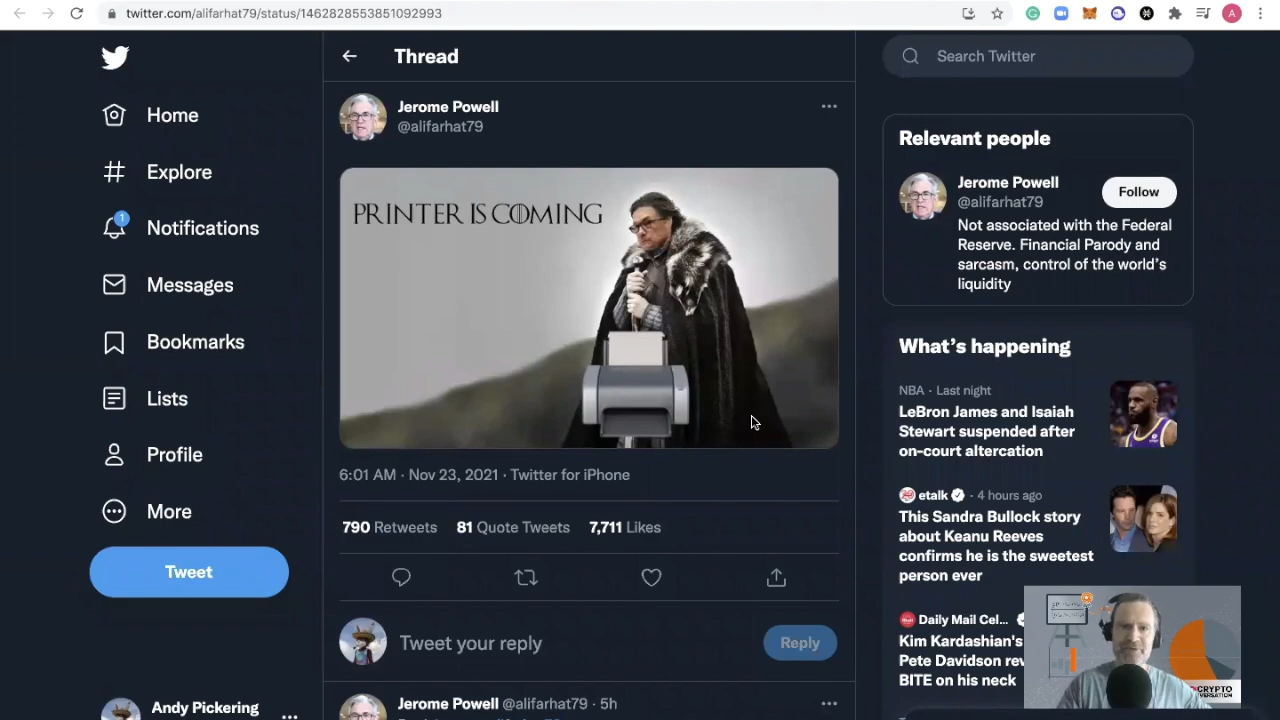 twitter.com/alifarhat79/status/1462828553851092993
A
Home
Explore
1
Notifications
Messages
Bookmarks
Lists
Profile
More
Tweet
Andy Pickering
Thread
Jerome Powell
@alifarhat79
PRINTER IS COMING
6:01 AM · Nov 23, 2021 · Twitter for iPhone
790 Retweets 81 Quote Tweets 7,711 Likes
Tweet your reply
Reply
Jerome Powell @alifarhat79 · 5h
Search Twitter
Relevant people
Jerome Powell
@alifarhat79
Follow
Not associated with the Federal
Reserve. Financial Parody and
sarcasm, control of the world's
liquidity
What's happening
NBA · Last night
LeBron James and Isaiah
Stewart suspended after
on-court altercation
etalk · 4 hours ago
This Sandra Bullock story
about Keanu Reeves
confirms he is the sweetest
person ever
Daily Mail Cel...
Kim Kardashian's
Pete Davidson rev
BITE on his neck
CRYPTO